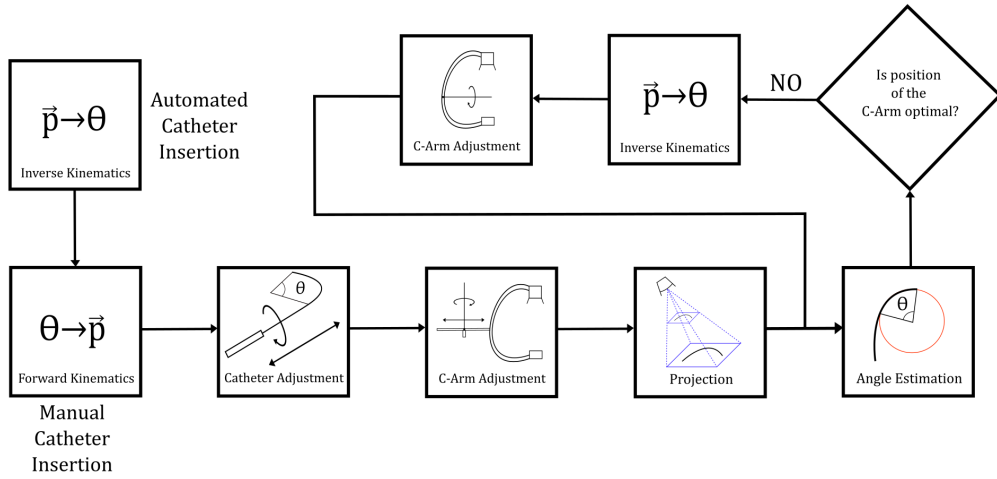 p⃗→θ
Inverse Kinematics
Automated
Catheter
Insertion
C-Arm Adjustment
p⃗→θ
Inverse Kinematics
NO
Is position
of the
C-Arm optimal?
θ→p⃗
Forward Kinematics
Manual
Catheter
Insertion
θ
Catheter Adjustment
C-Arm Adjustment
Projection
θ
Angle Estimation